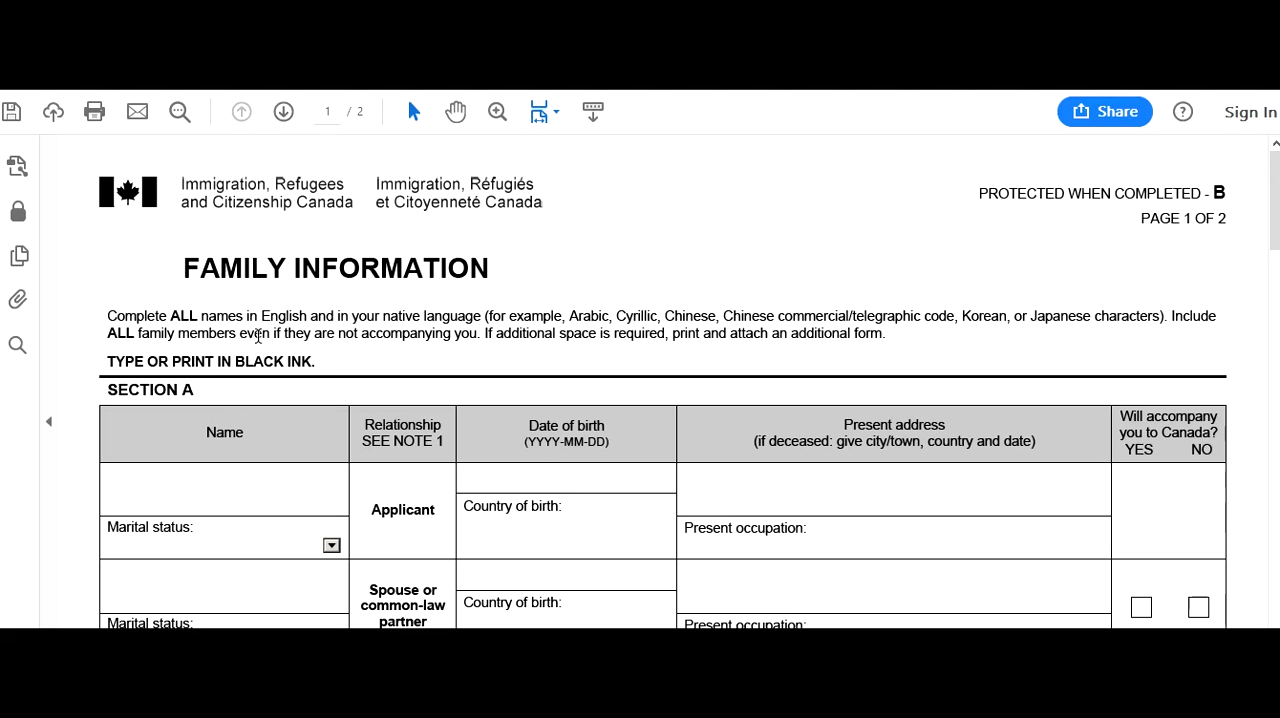 1 / 2
Share
Sign In
Immigration, Refugees and Citizenship Canada
Immigration, Réfugiés et Citoyenneté Canada
PROTECTED WHEN COMPLETED - B
PAGE 1 OF 2
FAMILY INFORMATION
Complete ALL names in English and in your native language (for example, Arabic, Cyrillic, Chinese, Chinese commercial/telegraphic code, Korean, or Japanese characters). Include
ALL family members even if they are not accompanying you. If additional space is required, print and attach an additional form.
TYPE OR PRINT IN BLACK INK.
SECTION A
Name
Relationship
SEE NOTE 1
Date of birth
(YYYY-MM-DD)
Present address
(if deceased: give city/town, country and date)
Will accompany
you to Canada?
YES NO
Applicant
Country of birth:
Marital status:
Present occupation:
Spouse or
common-law
partner
Country of birth:
Marital status:
Present occupation: